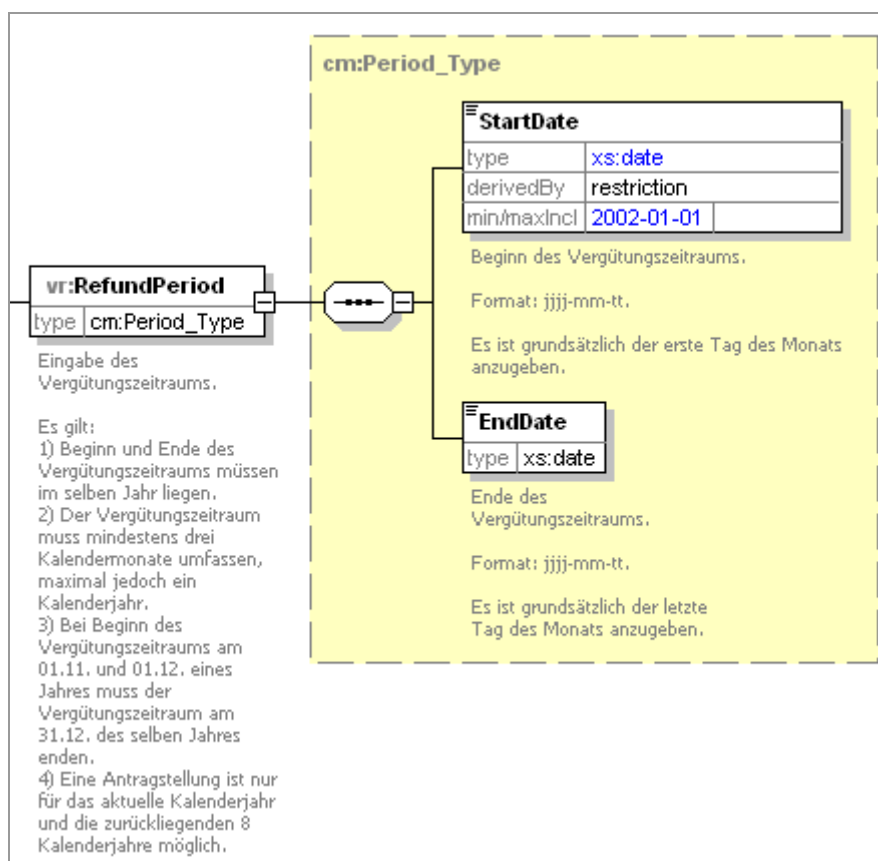 cm:Period_Type
StartDate
type xs:date
derivedBy restriction
min/maxIncl 2002-01-01
Beginn des Vergütungszeitraums.
Format: jjjj-mm-tt.
Es ist grundsätzlich der erste Tag des Monats
anzugeben.
vr:RefundPeriod
type cm:Period_Type
Eingabe des
Vergütungszeitraums.
Es gilt:
1) Beginn und Ende des
Vergütungszeitraums müssen
im selben Jahr liegen.
2) Der Vergütungszeitraum
muss mindestens drei
Kalendermonate umfassen,
maximal jedoch ein
Kalenderjahr.
3) Bei Beginn des
Vergütungszeitraums am
01.11. und 01.12. eines
Jahres muss der
Vergütungszeitraum am
31.12. des selben Jahres
enden.
4) Eine Antragstellung ist nur
für das aktuelle Kalenderjahr
und die zurückliegenden 8
Kalenderjahre möglich.
EndDate
type xs:date
Ende des
Vergütungszeitraums.
Format: jjjj-mm-tt.
Es ist grundsätzlich der letzte
Tag des Monats anzugeben.